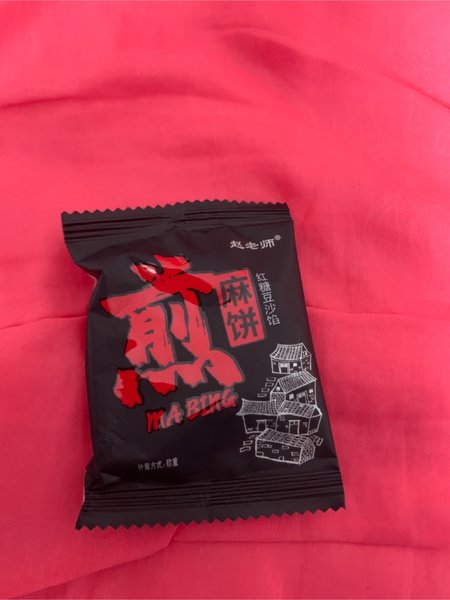 赵老师®
煎
麻饼
红糖豆沙馅
MA BING
计量方式:称重